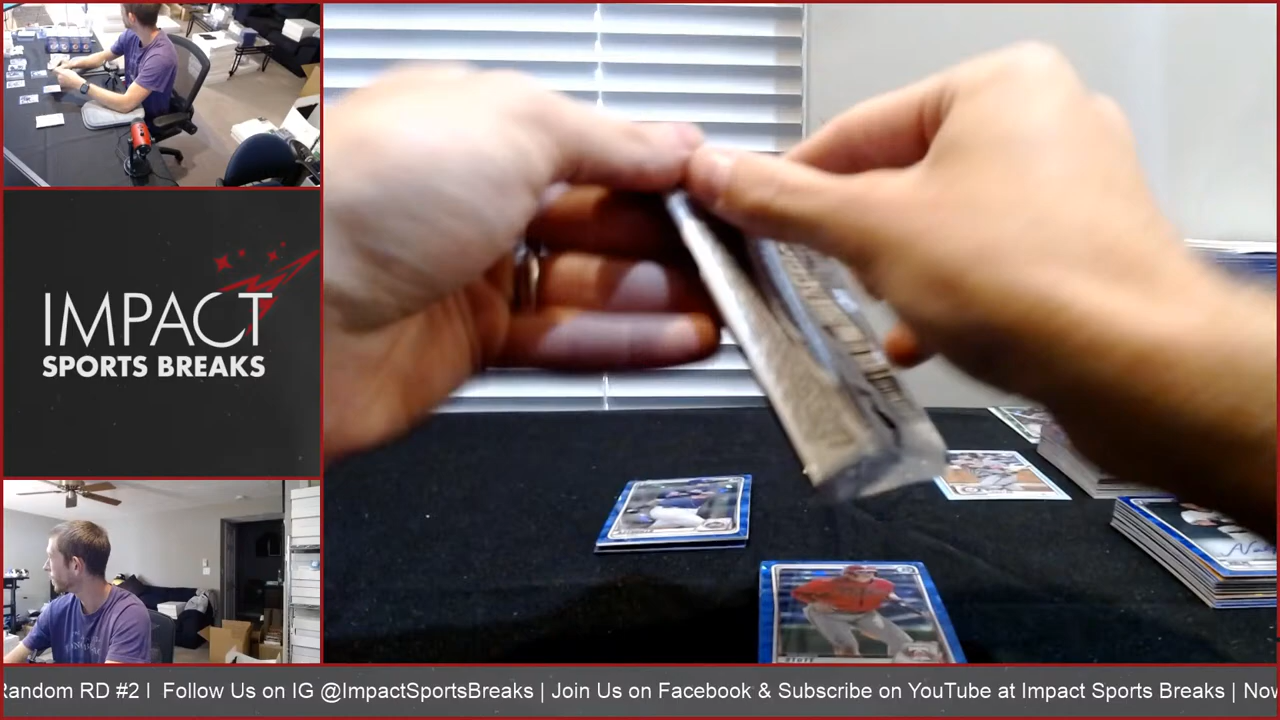 IMPACT
SPORTS BREAKS
Random RD #2 I Follow Us on IG @ImpactSportsBreaks | Join Us on Facebook & Subscribe on YouTube at Impact Sports Breaks | Now